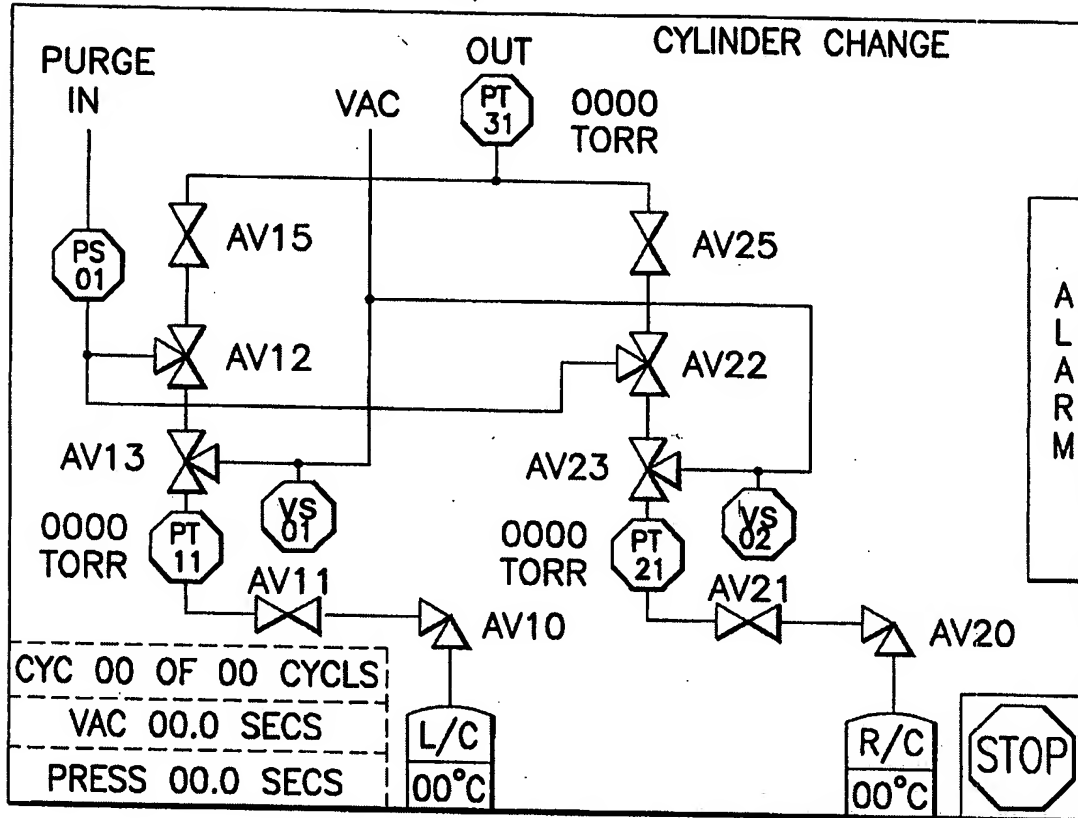 CYLINDER CHANGE
PURGE
IN
VAC
OUT
PT
31
0000
TORR
PS
01
AV15
AV25
AV12
AV22
AV13
AV23
VS
01
VS
02
0000
TORR
PT
11
0000
TORR
PT
21
AV11
AV10
AV21
AV20
CYC 00 OF 00 CYCLS
VAC 00.0 SECS
PRESS 00.0 SECS
L/C
00°C
R/C
00°C
A
L
A
R
M
STOP